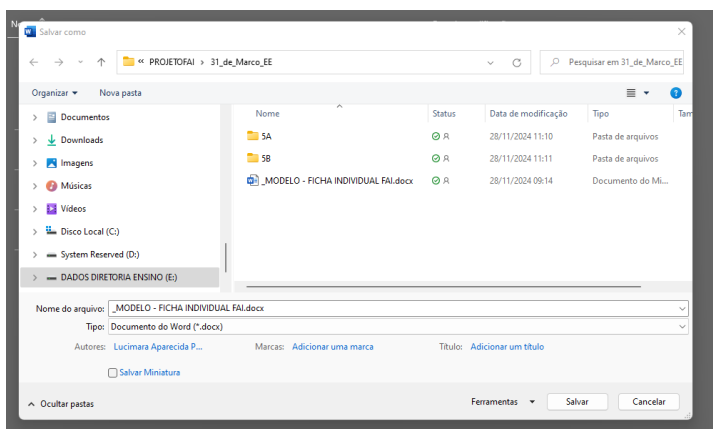 Salvar como
« PROJETOFAI › 31_de_Marco_EE
Pesquisar em 31_de_Marco_EE
Organizar
Nova pasta
Nome Status Data de modificação Tipo Tam
Documentos
Downloads
Imagens
Músicas
Vídeos
Disco Local (C:)
System Reserved (D:)
DADOS DIRETORIA ENSINO (E:)
5A 28/11/2024 11:10 Pasta de arquivos
5B 28/11/2024 11:11 Pasta de arquivos
_MODELO - FICHA INDIVIDUAL FAI.docx 28/11/2024 09:14 Documento do Mi...
Nome do arquivo: _MODELO - FICHA INDIVIDUAL FAI.docx
Tipo: Documento do Word (*.docx)
Autores: Lucimara Aparecida P... Marcas: Adicionar uma marca Título: Adicionar um título
Salvar Miniatura
Ocultar pastas
Ferramentas Salvar Cancelar